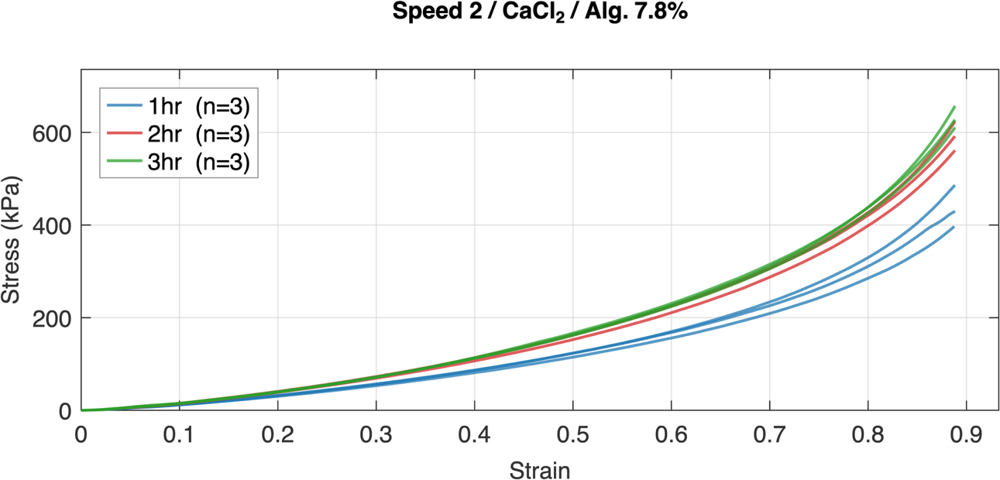 Speed 2 / CaCl₂ / Alg. 7.8%
1hr (n=3)
2hr (n=3)
3hr (n=3)
Stress (kPa)
600
400
200
0
0 0.1 0.2 0.3 0.4 0.5 0.6 0.7 0.8 0.9
Strain